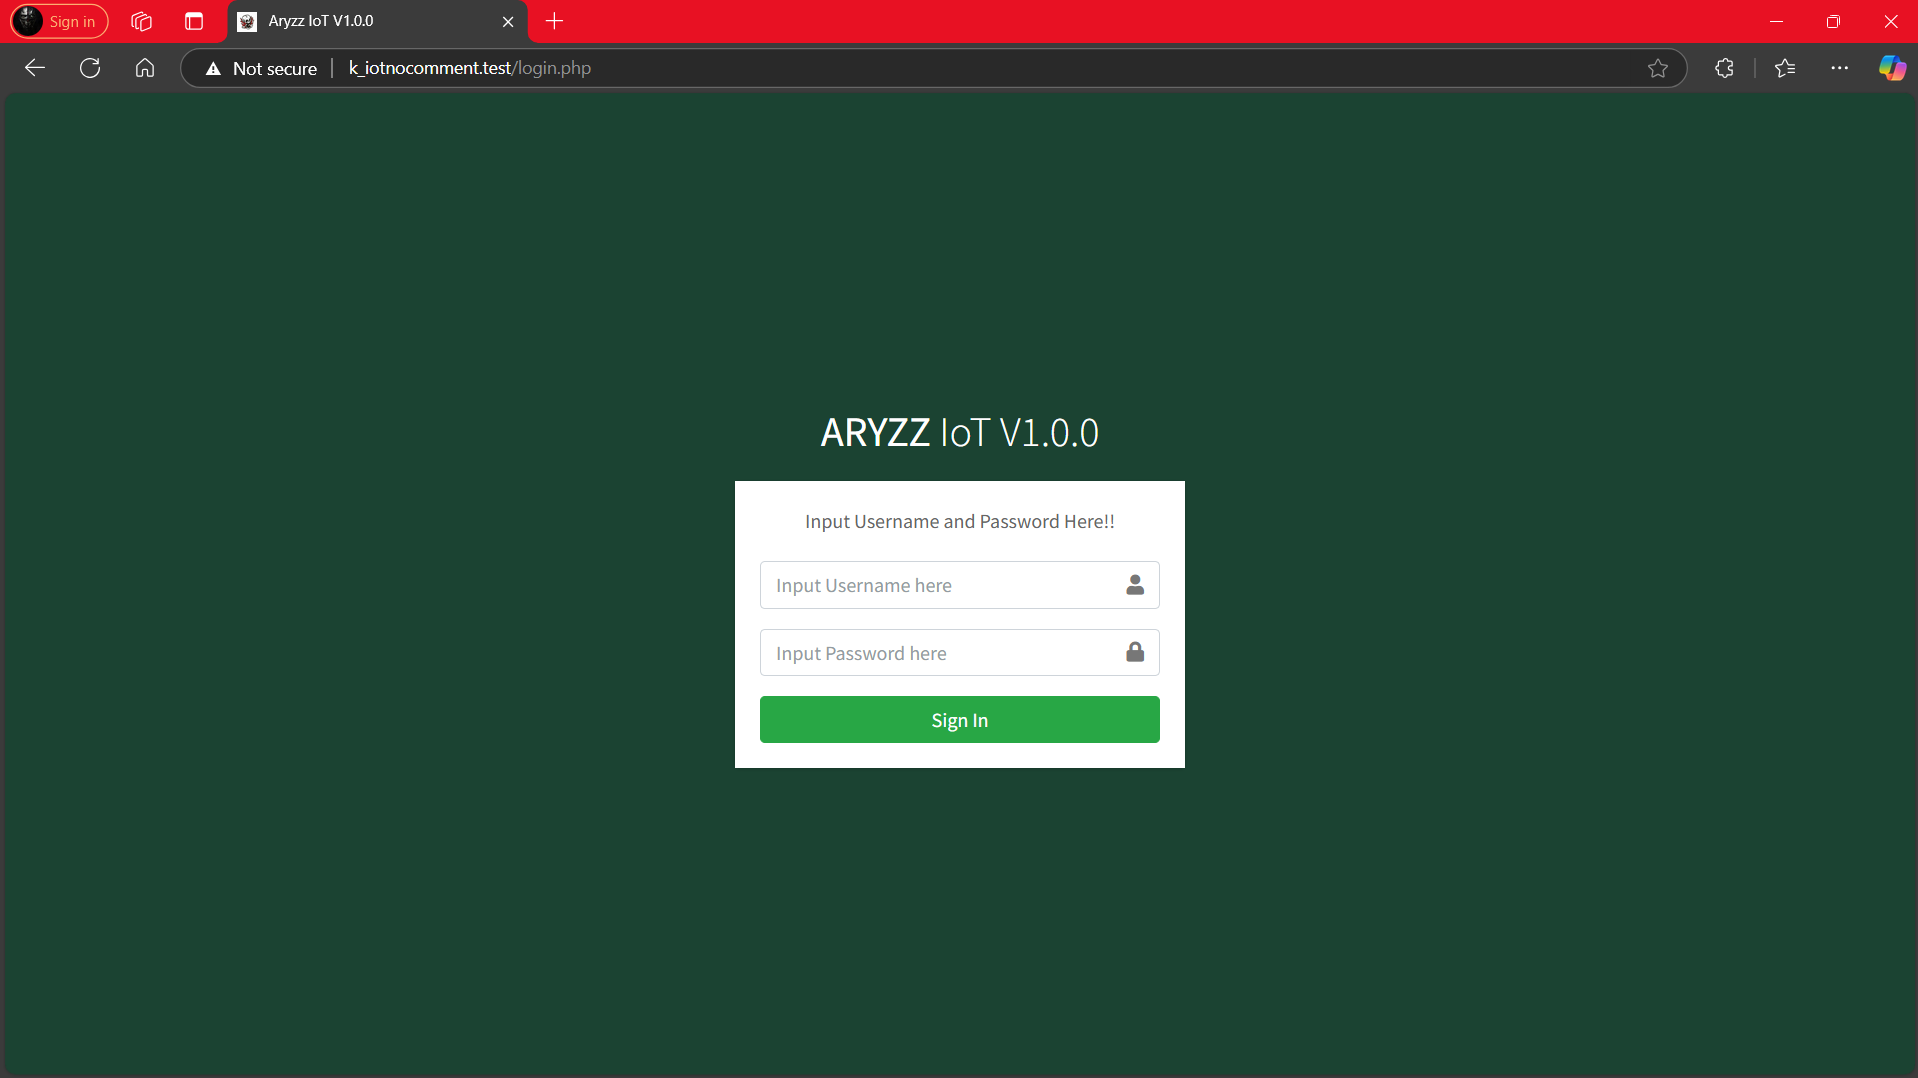 Sign in
Aryzz IoT V1.0.0
Not secure
k_iotnocomment.test/login.php
ARYZZ IoT V1.0.0
Input Username and Password Here!!
Input Username here
Input Password here
Sign In